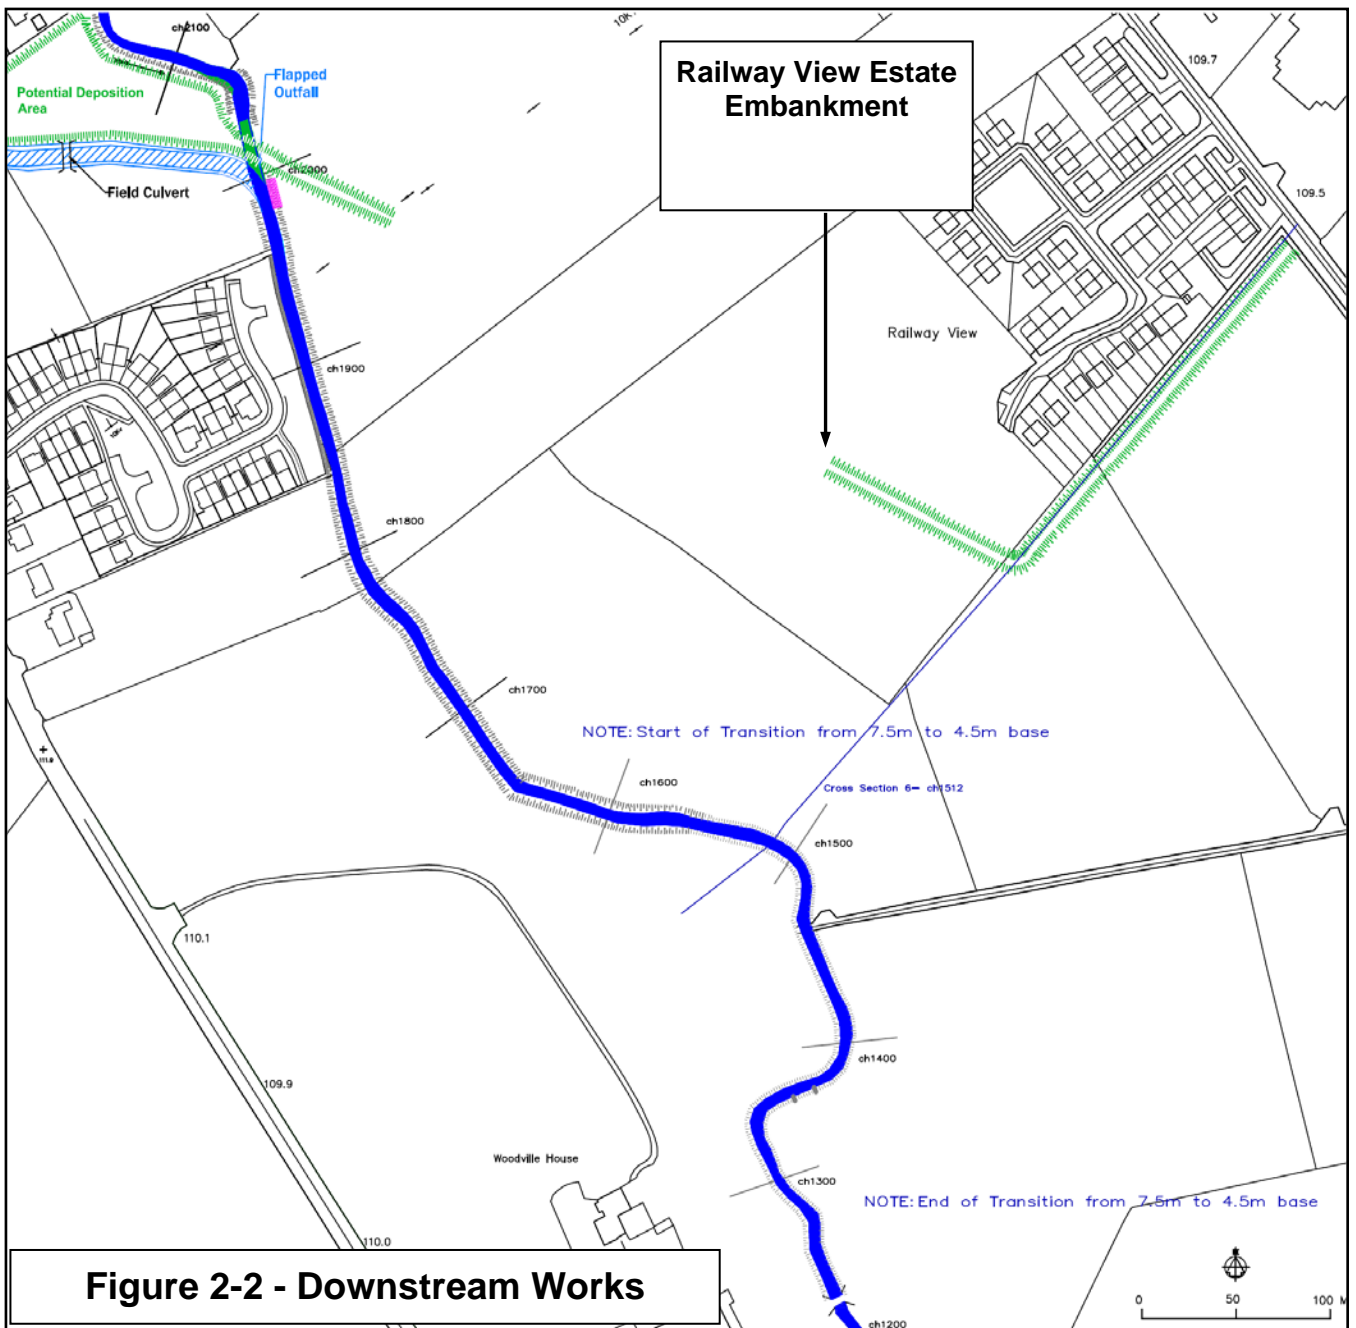 ch2100
109.7
Railway View Estate
Embankment
Flapped
Outfall
Potential Deposition
Area
ch2000
Field Culvert
109.5
Railway View
ch1900
ch1800
ch1700
NOTE: Start of Transition from 7.5m to 4.5m base
ch1600
Cross Section 6- ch1512
ch1500
110.1
ch1400
109.9
Woodville House
ch1300
NOTE: End of Transition from 7.5m to 4.5m base
110.0
Figure 2-2 - Downstream Works
0 50 100 M
ch1200